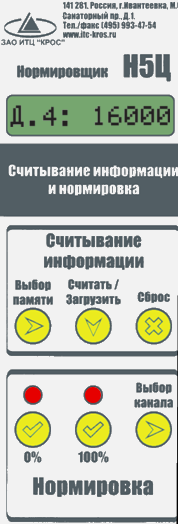 141 281. Россия, г.Ивантеевка, М.
Санаторный пр., Д.1.
Тел./факс (495) 993-47-54
www.itc-kros.ru
ЗАО ИТЦ "КРОС"
Нормировщик Н5Ц
Д.4: 16000
Считывание информации
и нормировка
Считывание
информации
Выбор
памяти
Считать /
Загрузить
Сброс
Выбор
канала
0%
100%
Нормировка